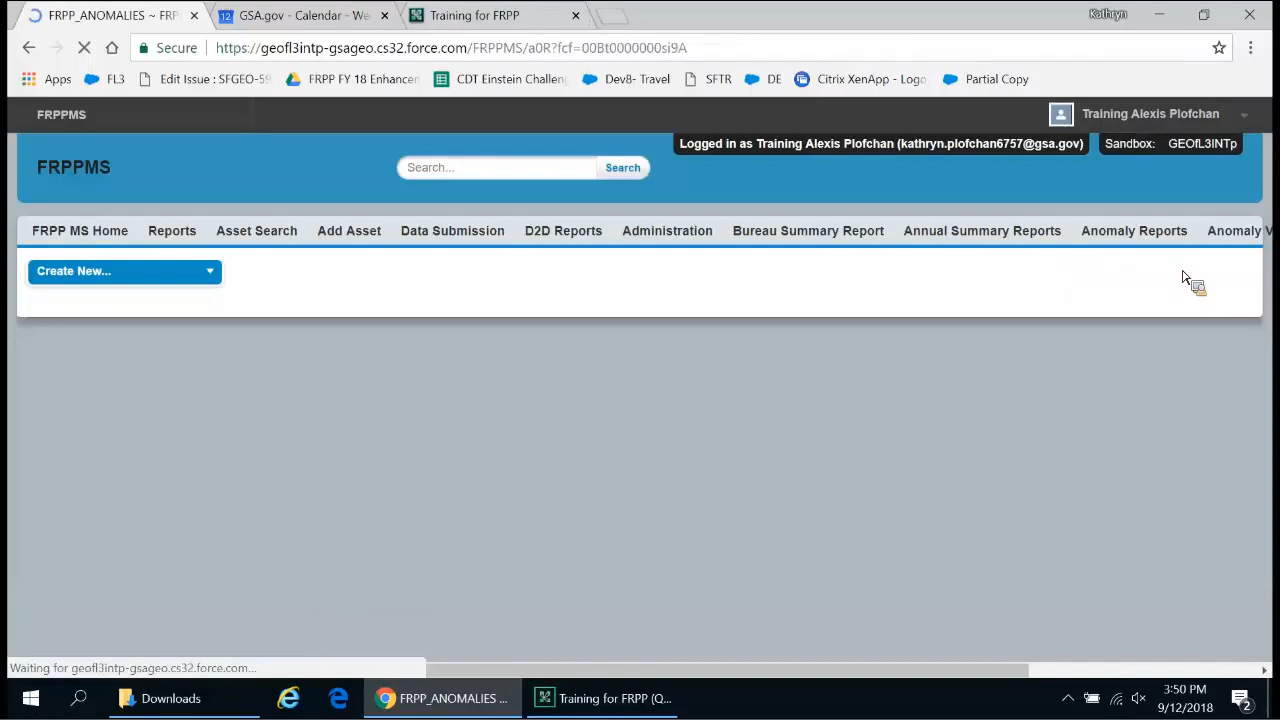 FRPP_ANOMALIES ~ FRP
GSA.gov - Calendar - We
Training for FRPP
Kathryn
Secure
https://geofl3intp-gsageo.cs32.force.com/FRPPMS/a0R?fcf=00Bt0000000si9A
Apps
FL3
Edit Issue : SFGEO-59
FRPP FY 18 Enhancen
CDT Einstein Challeng
Dev8- Travel
SFTR
DE
Citrix XenApp - Logo
Partial Copy
FRPPMS
Training Alexis Plofchan
Logged in as Training Alexis Plofchan (kathryn.plofchan6757@gsa.gov)
Sandbox: GEOfL3INTp
FRPPMS
Search...
Search
FRPP MS Home
Reports
Asset Search
Add Asset
Data Submission
D2D Reports
Administration
Bureau Summary Report
Annual Summary Reports
Anomaly Reports
Anomaly V
Create New...
Waiting for geofl3intp-gsageo.cs32.force.com...
Downloads
FRPP_ANOMALIES ...
Training for FRPP (Q...
3:50 PM
9/12/2018
2